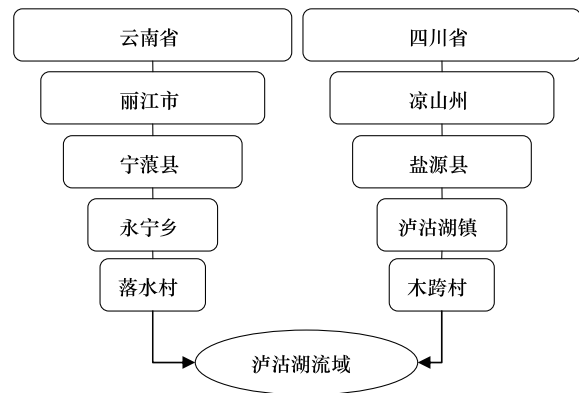 云南省
四川省
丽江市
凉山州
宁蒗县
盐源县
永宁乡
泸沽湖镇
落水村
木跨村
泸沽湖流域